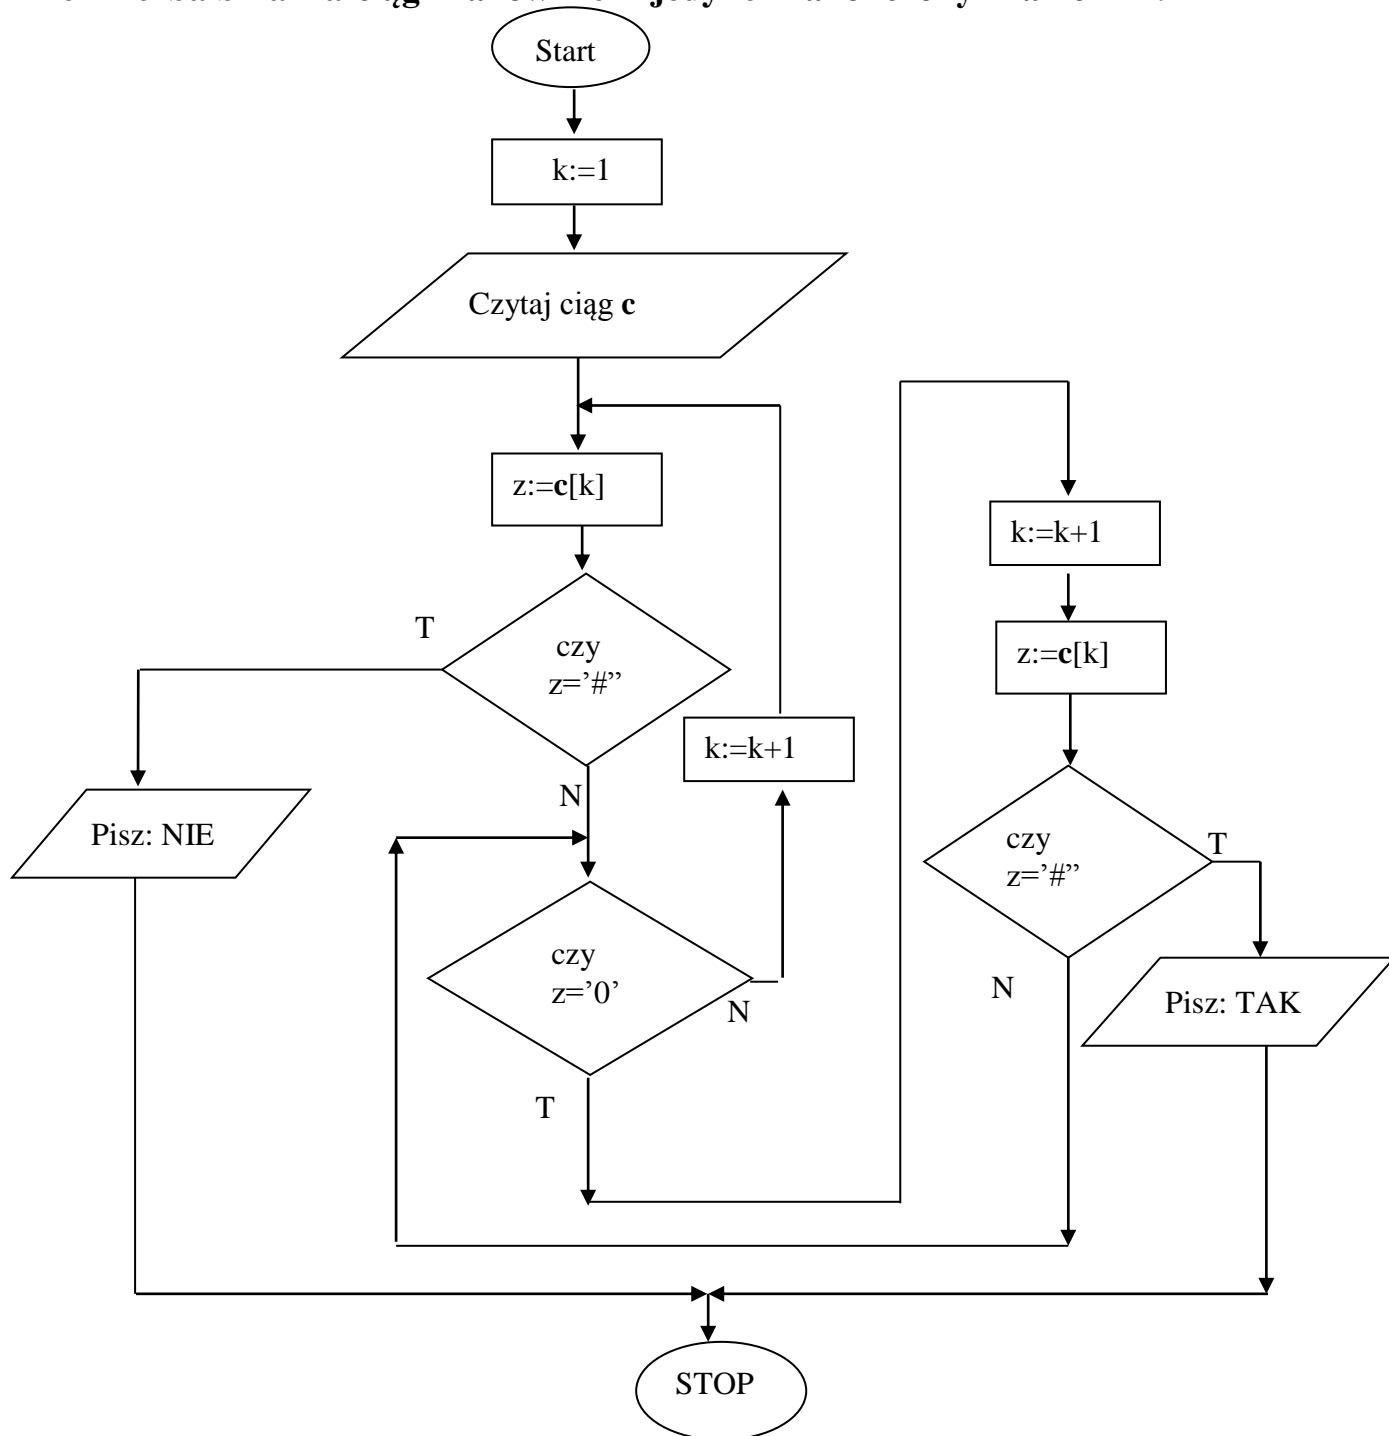 Start
k:=1
Czytaj ciąg c
z:=c[k]
czy
z='#''
T
N
k:=k+1
Pisz: NIE
czy
z='0'
N
T
k:=k+1
z:=c[k]
czy
z='#''
T
N
Pisz: TAK
STOP